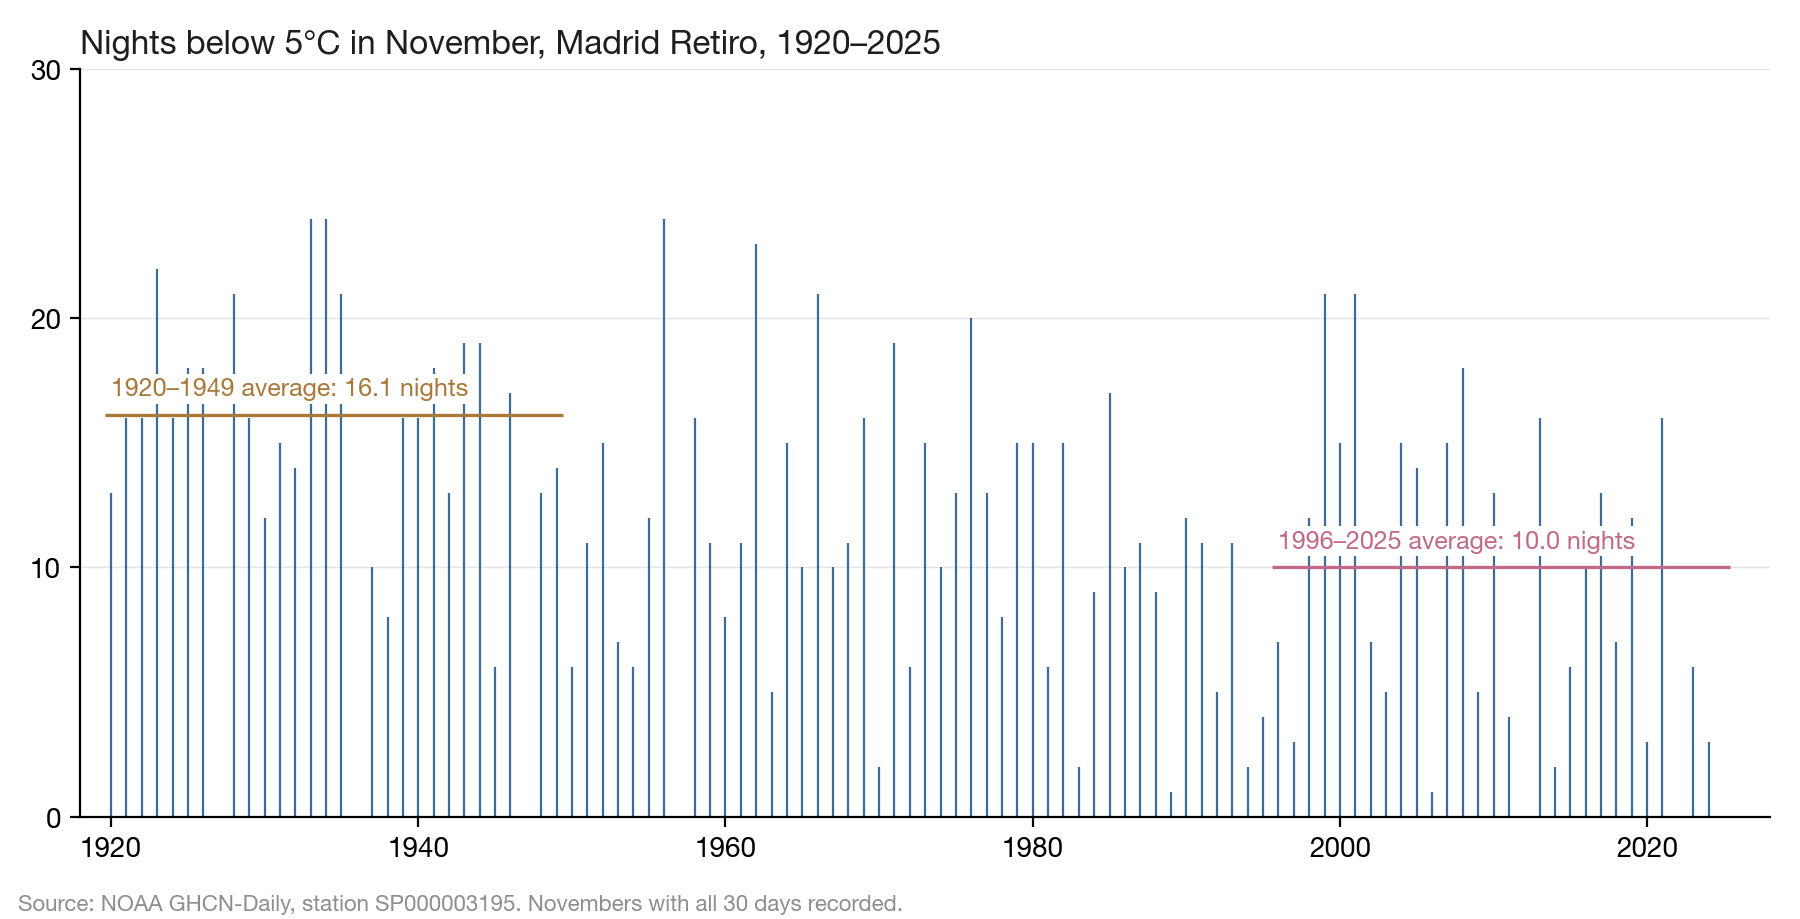 Nights below 5°C in November, Madrid Retiro, 1920–2025
30
20
10
0
1920–1949 average: 16.1 nights
1996–2025 average: 10.0 nights
1920 1940 1960 1980 2000 2020
Source: NOAA GHCN-Daily, station SP000003195. Novembers with all 30 days recorded.